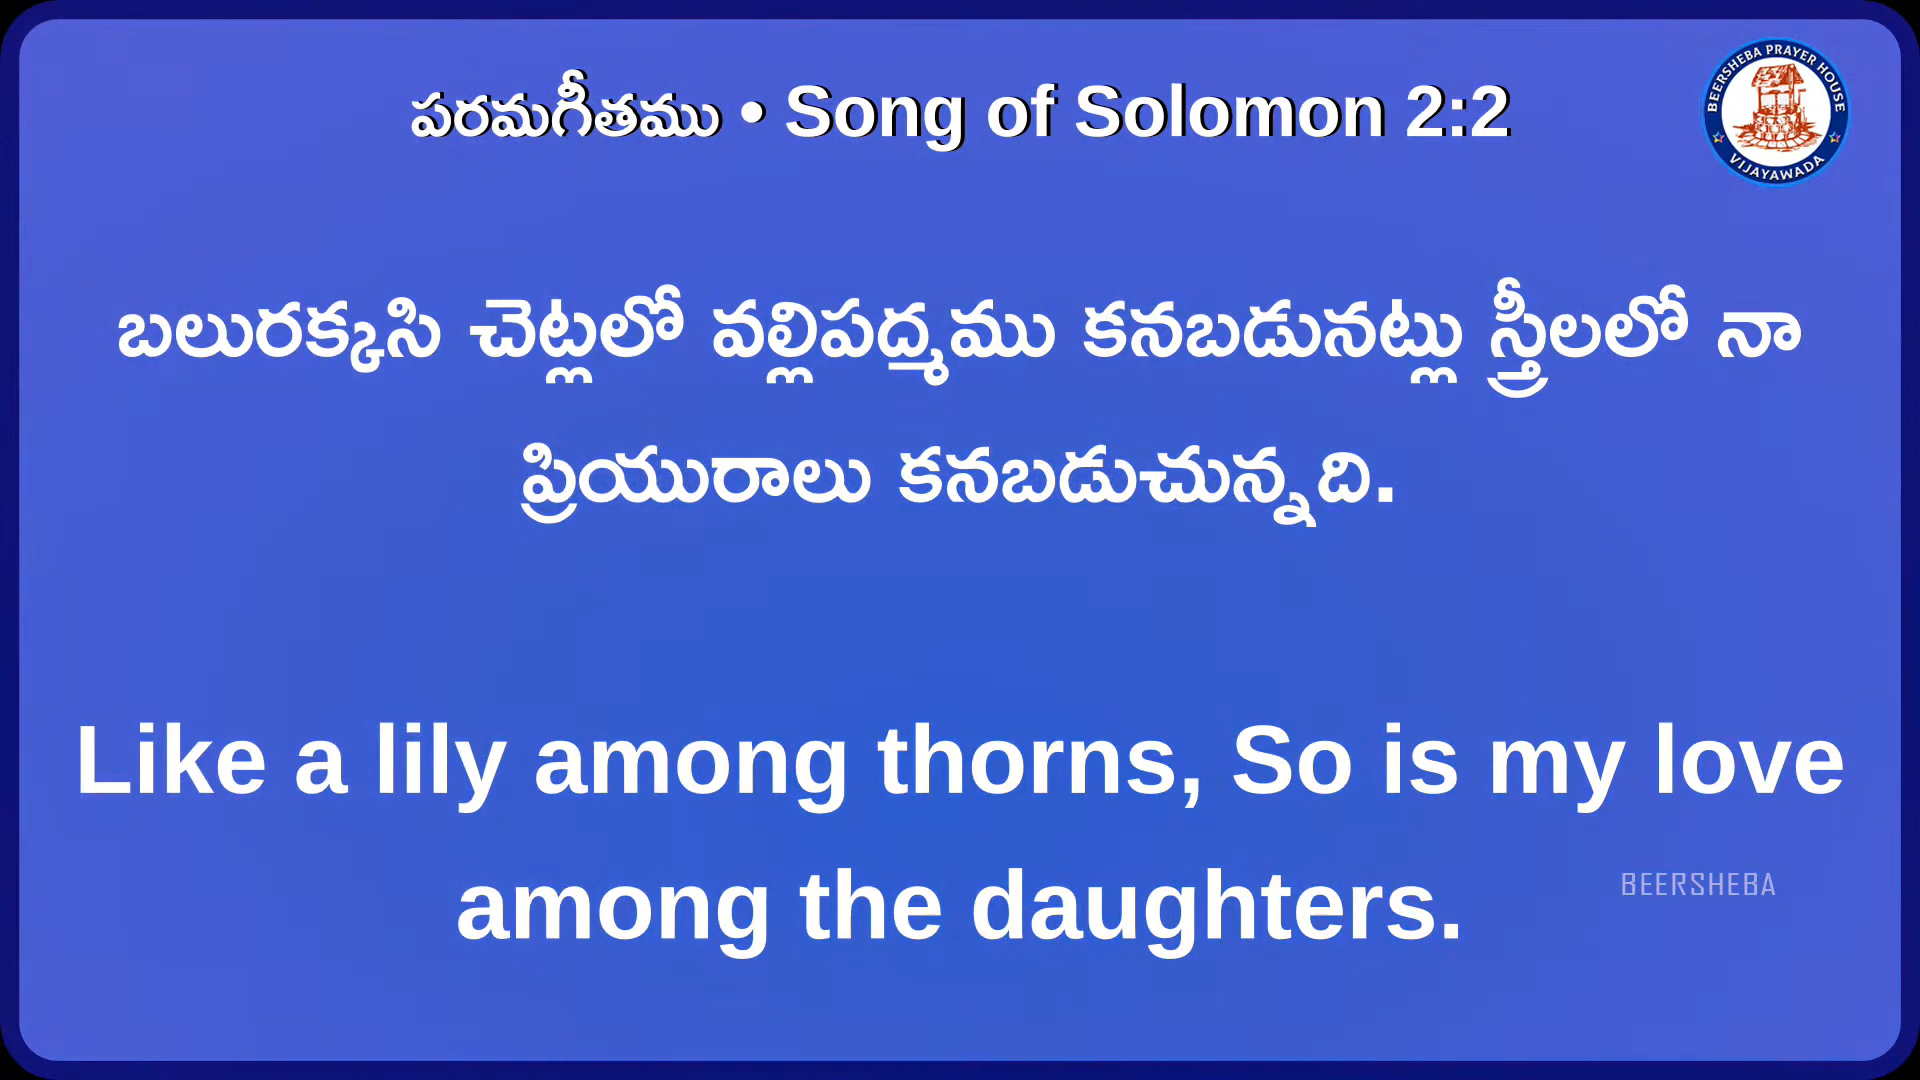 పరమగీతము • Song of Solomon 2:2
BEERSHEBA PRAYER HOUSE
VIJAYAWADA
బలురక్కసి చెట్లలో వల్లిపద్మము కనబడునట్లు స్త్రీలలో నా
ప్రియురాలు కనబడుచున్నది.
Like a lily among thorns, So is my love
among the daughters.
BEERSHEBA